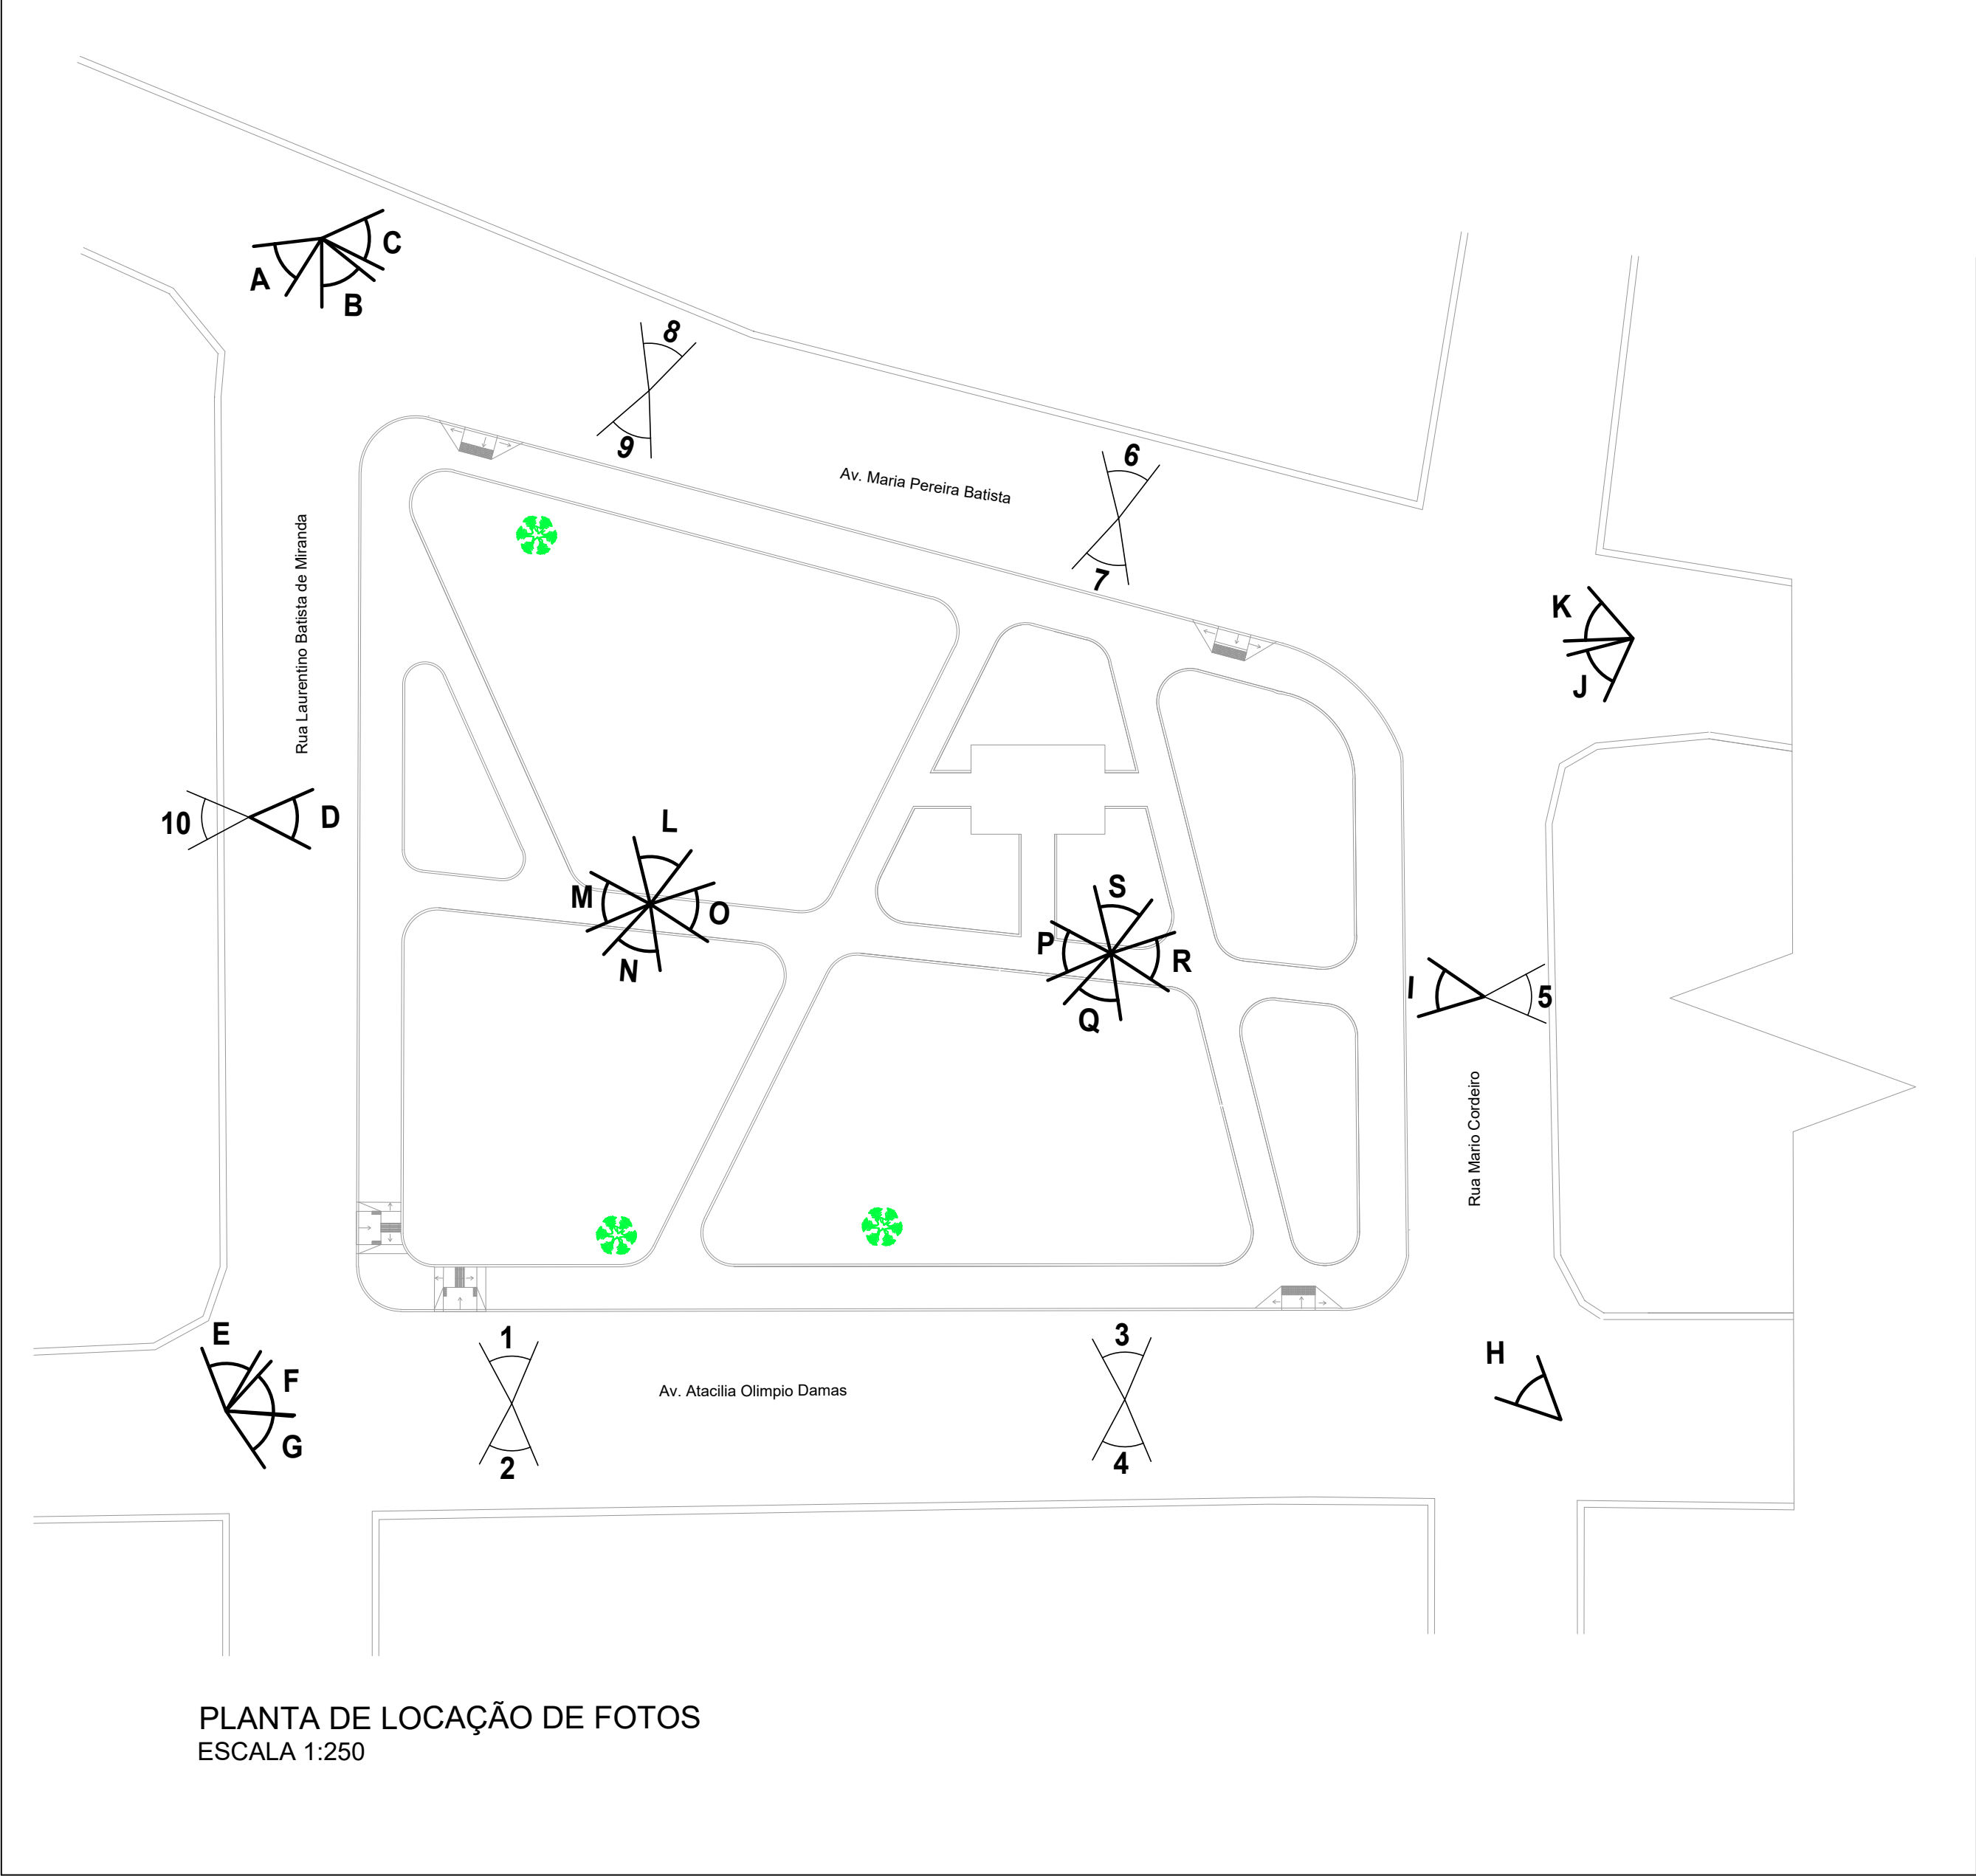 C
A
B
8
9
6
Av. Maria Pereira Batista
7
Rua Laurentino Batista de Miranda
K
J
10
D
L
M
O
N
S
P
R
Q
I
5
Rua Mario Cordeiro
E
F
G
1
2
3
4
H
Av. Atacilia Olimpio Damas
PLANTA DE LOCAÇÃO DE FOTOS
ESCALA 1:250